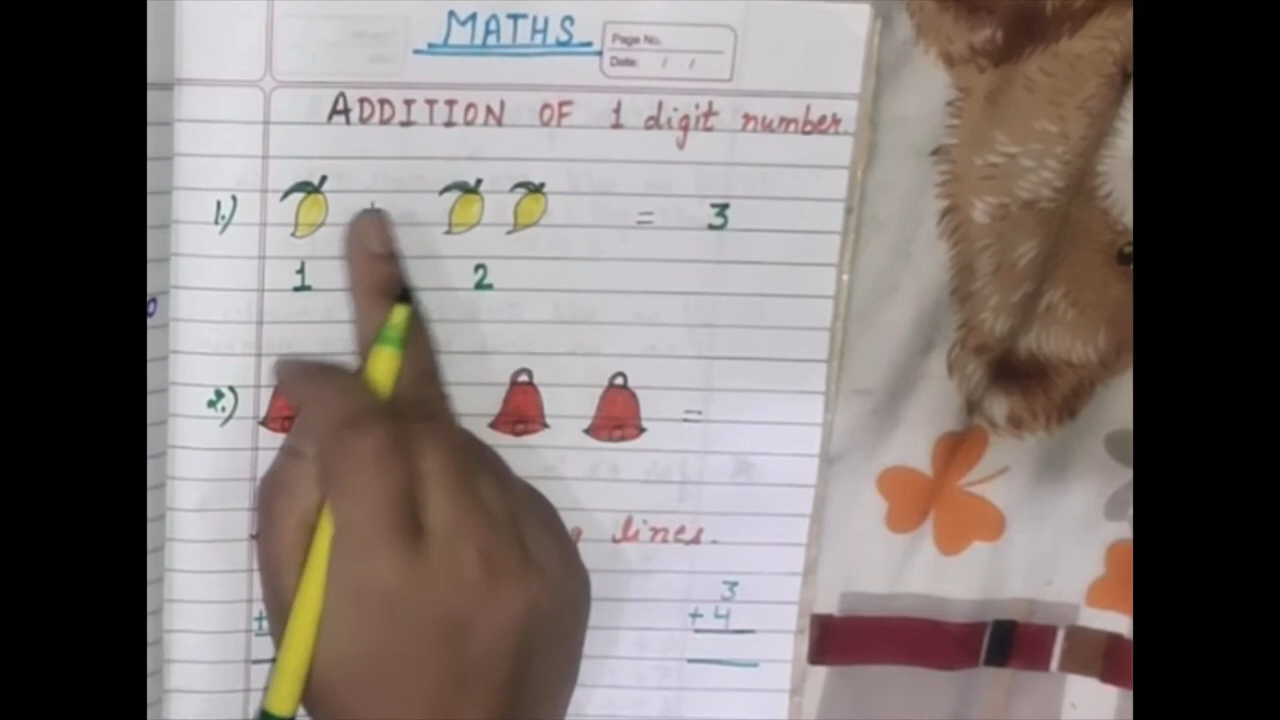 MATHS
Page No.
Date: / /
ADDITION OF 1 digit number.
1.) + = 3
1 2
2.) =
lines.
3
+
+ 4